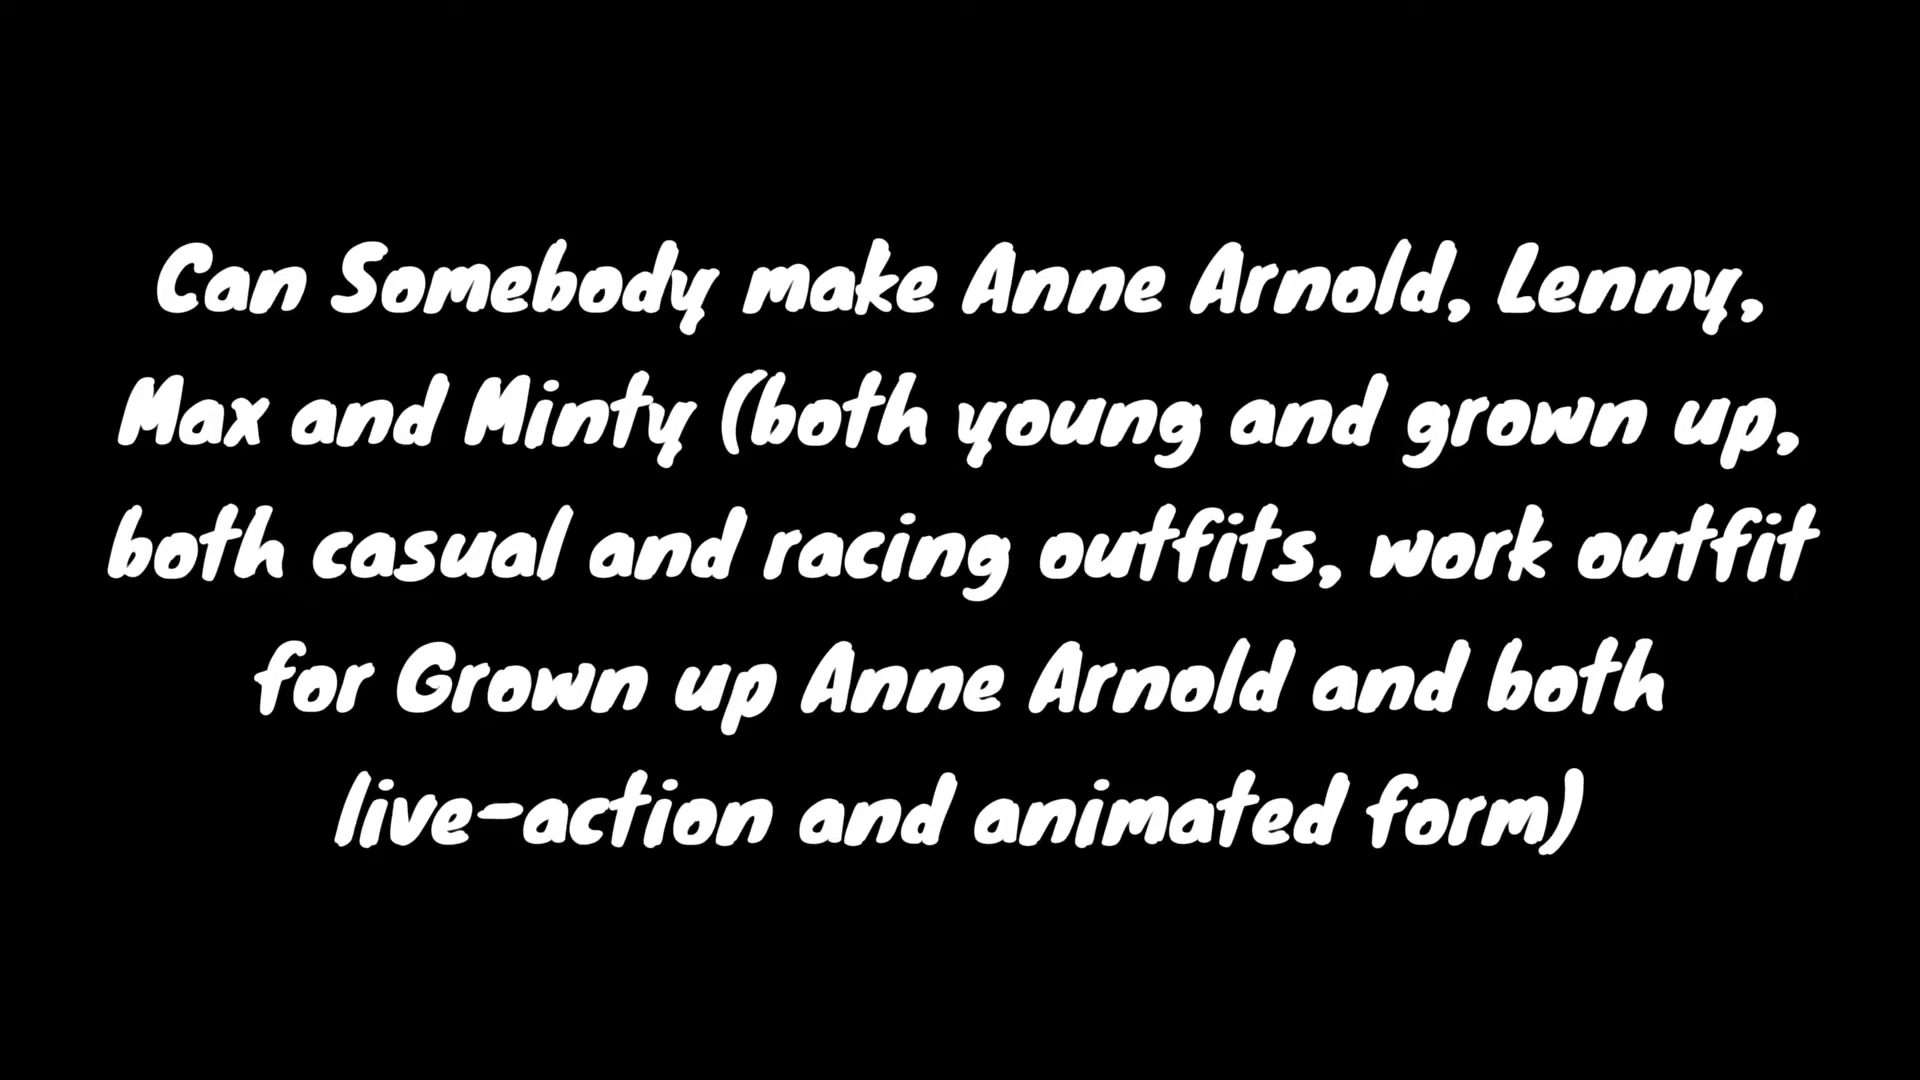 Can Somebody make Anne Arnold, Lenny,
Max and Minty (both young and grown up,
both casual and racing outfits, work outfit
for Grown up Anne Arnold and both
live-action and animated form)